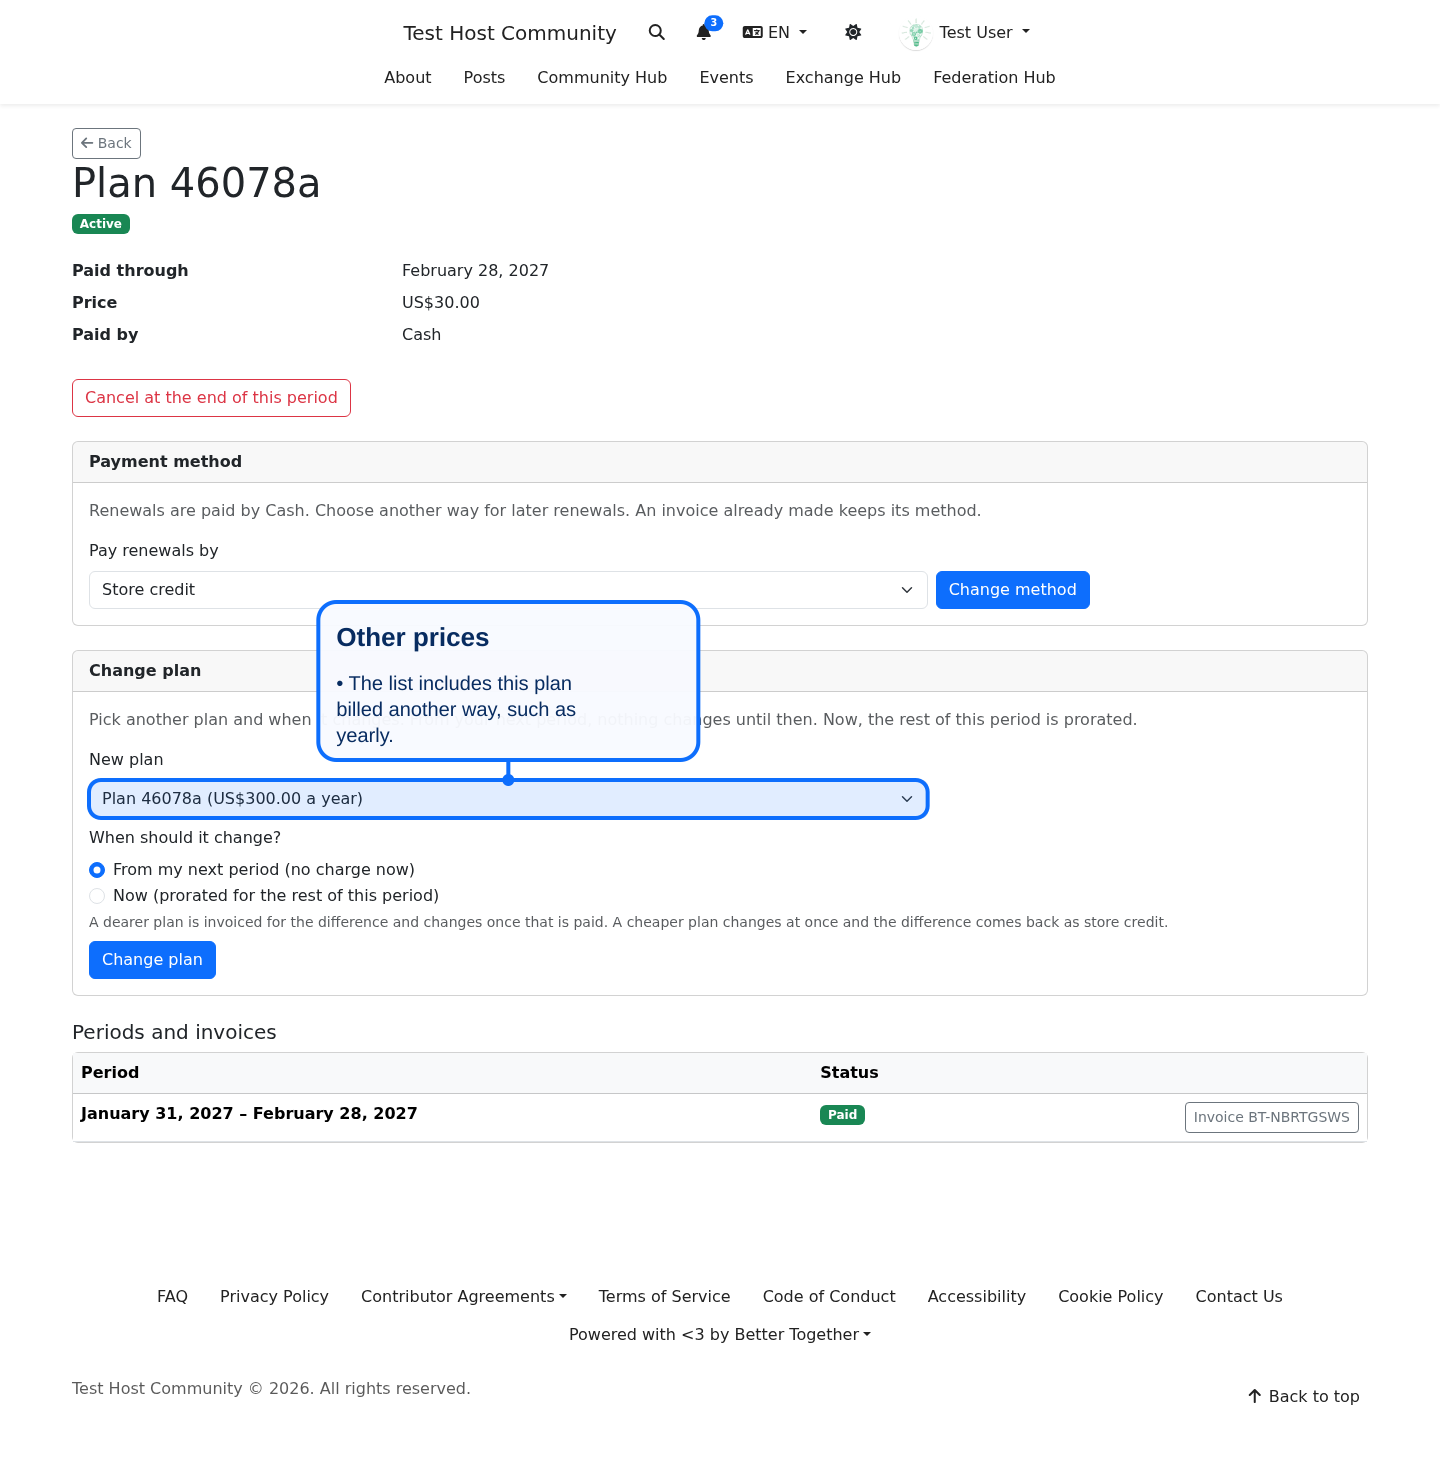 Test Host Community
3
EN
Test User
About
Posts
Community Hub
Events
Exchange Hub
Federation Hub
Back
Plan 46078a
Active
Paid through
February 28, 2027
Price
US$30.00
Paid by
Cash
Cancel at the end of this period
Payment method
Renewals are paid by Cash. Choose another way for later renewals. An invoice already made keeps its method.
Pay renewals by
Store credit
Change method
Other prices
• The list includes this plan
billed another way, such as
yearly.
Change plan
Pick another plan and when it changes. From your next period, nothing changes until then. Now, the rest of this period is prorated.
New plan
Plan 46078a (US$300.00 a year)
When should it change?
From my next period (no charge now)
Now (prorated for the rest of this period)
A dearer plan is invoiced for the difference and changes once that is paid. A cheaper plan changes at once and the difference comes back as store credit.
Change plan
Periods and invoices
Period
Status
January 31, 2027 – February 28, 2027
Paid
Invoice BT-NBRTGSWS
FAQ
Privacy Policy
Contributor Agreements
Terms of Service
Code of Conduct
Accessibility
Cookie Policy
Contact Us
Powered with <3 by Better Together
Test Host Community © 2026. All rights reserved.
Back to top